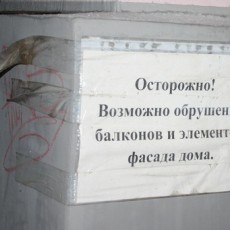 Осторожно!
Возможно обрушен
балконов и элемент
фасада дома.